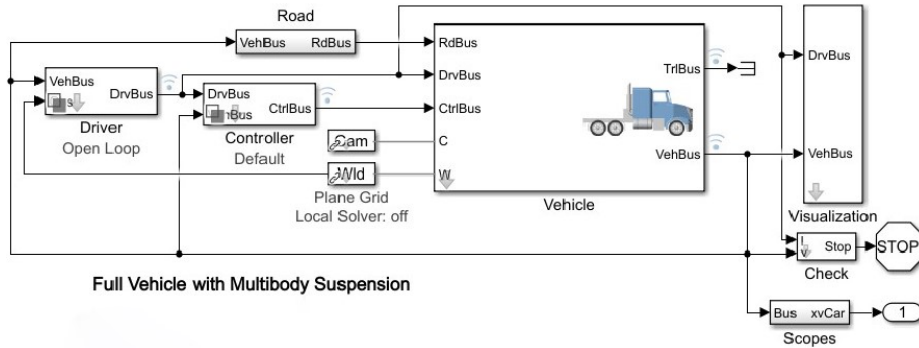 Road
VehBus RdBus
RdBus
DrvBus
CtrlBus
C
W
TrlBus
VehBus
Vehicle
VehBus
DrvBus
Driver
Open Loop
DrvBus
CtrlBus
Controller
Default
Cam
Wld
Plane Grid
Local Solver: off
DrvBus
VehBus
Visualization
I
v
Stop
Check
STOP
Full Vehicle with Multibody Suspension
Bus xvCar
Scopes
1